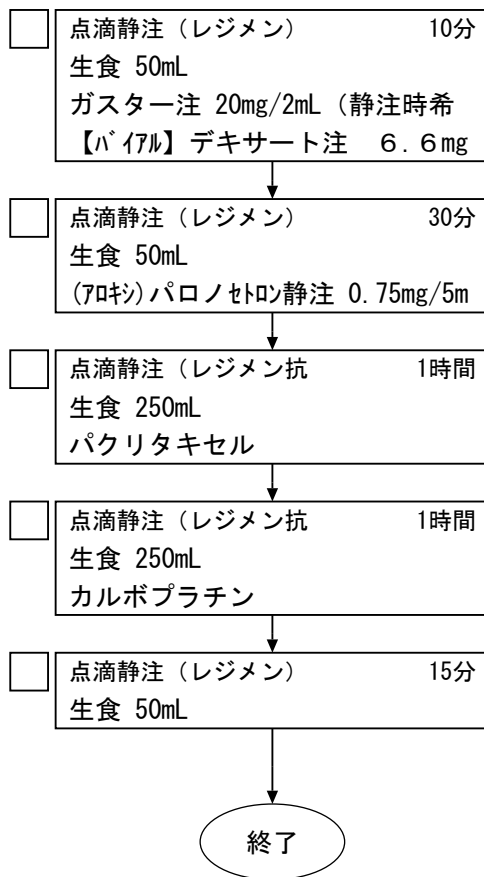 点滴静注(レジメン) 10分
生食 50mL
ガスター注 20mg/2mL(静注時希
【ﾊﾞｲｱﾙ】デキサート注 6.6mg
点滴静注(レジメン) 30分
生食 50mL
(ｱﾛｷｼ)パロノｾﾄﾛﾝ静注 0.75mg/5m
点滴静注(レジメン抗 1時間
生食 250mL
パクリタキセル
点滴静注(レジメン抗 1時間
生食 250mL
カルボプラチン
点滴静注(レジメン) 15分
生食 50mL
終了